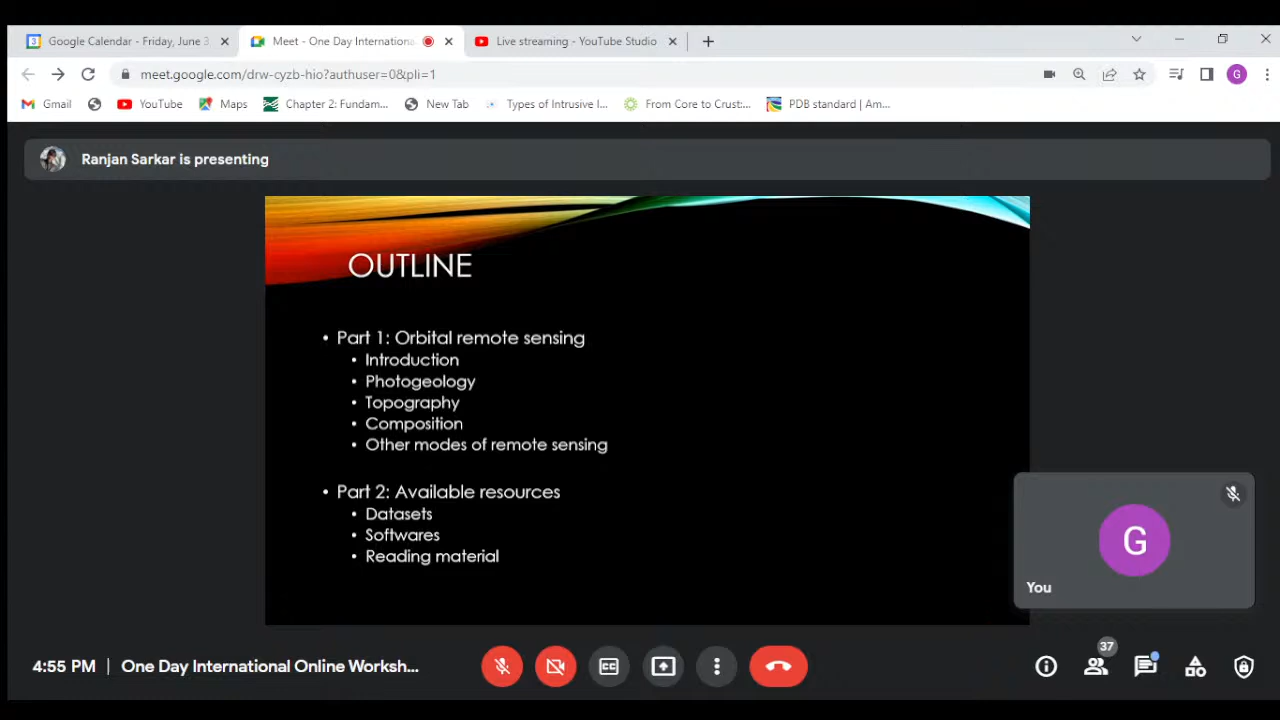 Google Calendar - Friday, June 3
Meet - One Day Internationa
Live streaming - YouTube Studio
meet.google.com/drw-cyzb-hio?authuser=0&pli=1
G
Gmail
YouTube
Maps
Chapter 2: Fundam...
New Tab
Types of Intrusive I...
From Core to Crust:...
PDB standard | Am...
Ranjan Sarkar is presenting
OUTLINE
• Part 1: Orbital remote sensing
• Introduction
• Photogeology
• Topography
• Composition
• Other modes of remote sensing
• Part 2: Available resources
• Datasets
• Softwares
• Reading material
G
You
4:55 PM | One Day International Online Worksh...
CC
37